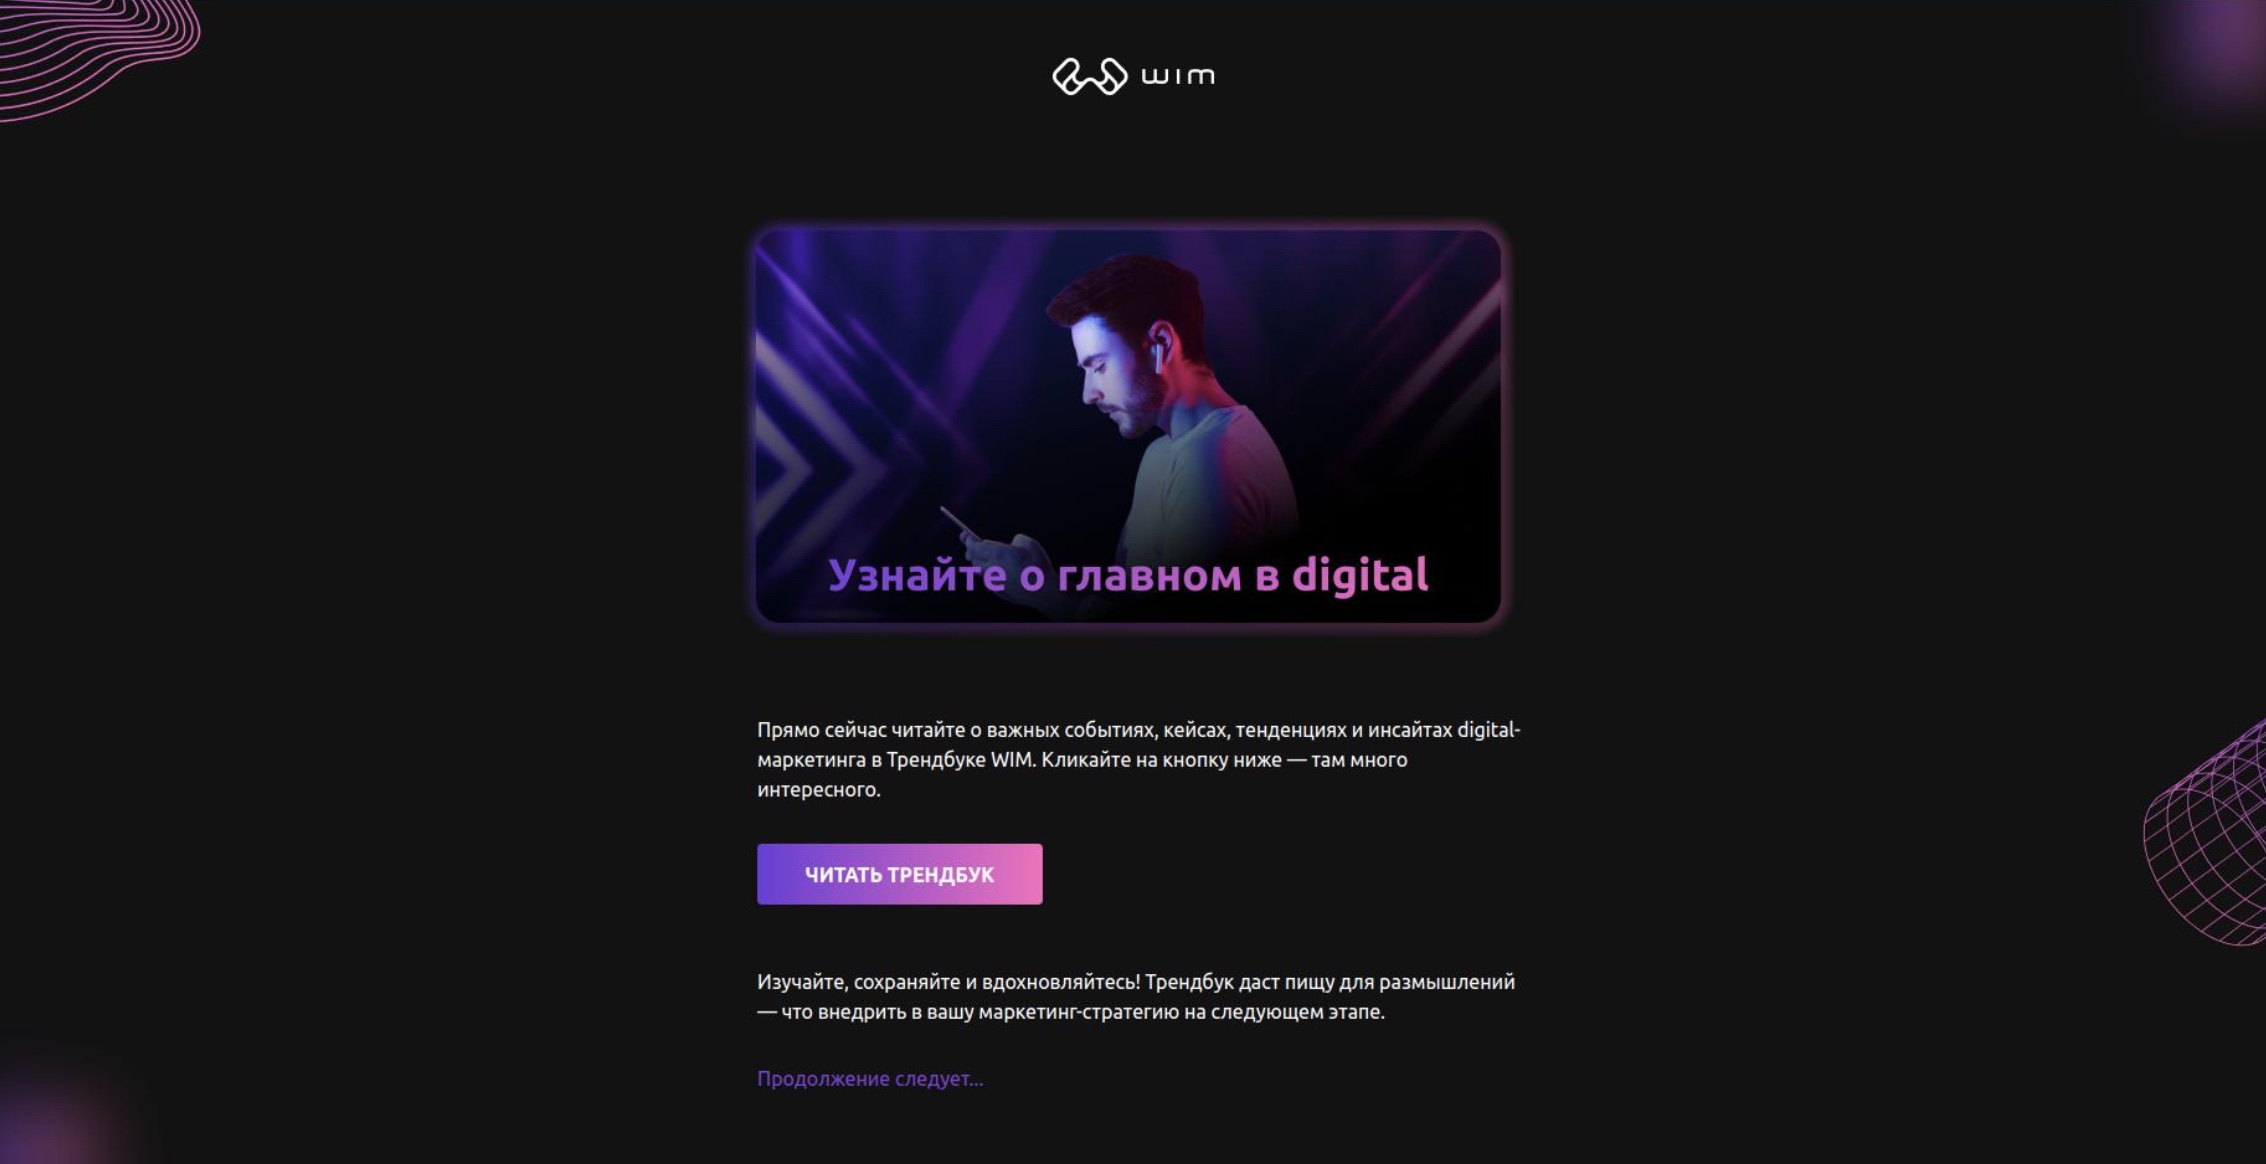 wim
Узнайте о главном в digital
Прямо сейчас читайте о важных событиях, кейсах, тенденциях и инсайтах digital-
маркетинга в Трендбуке WIM. Кликайте на кнопку ниже — там много
интересного.
ЧИТАТЬ ТРЕНДБУК
Изучайте, сохраняйте и вдохновляйтесь! Трендбук даст пищу для размышлений
— что внедрить в вашу маркетинг-стратегию на следующем этапе.
Продолжение следует...